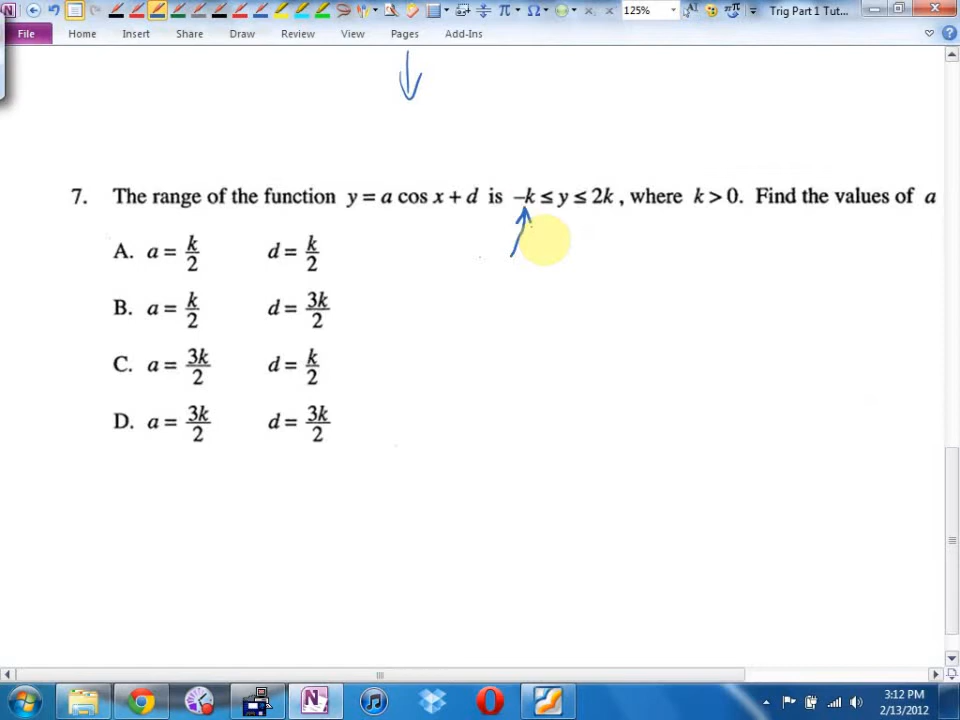 125%
Trig Part 1 Tut...
File Home Insert Share Draw Review View Pages Add-Ins
7. The range of the function y = a cos x + d is –k ≤ y ≤ 2k , where k > 0. Find the values of a
A. a = k/2 d = k/2
B. a = k/2 d = 3k/2
C. a = 3k/2 d = k/2
D. a = 3k/2 d = 3k/2
3:12 PM
2/13/2012